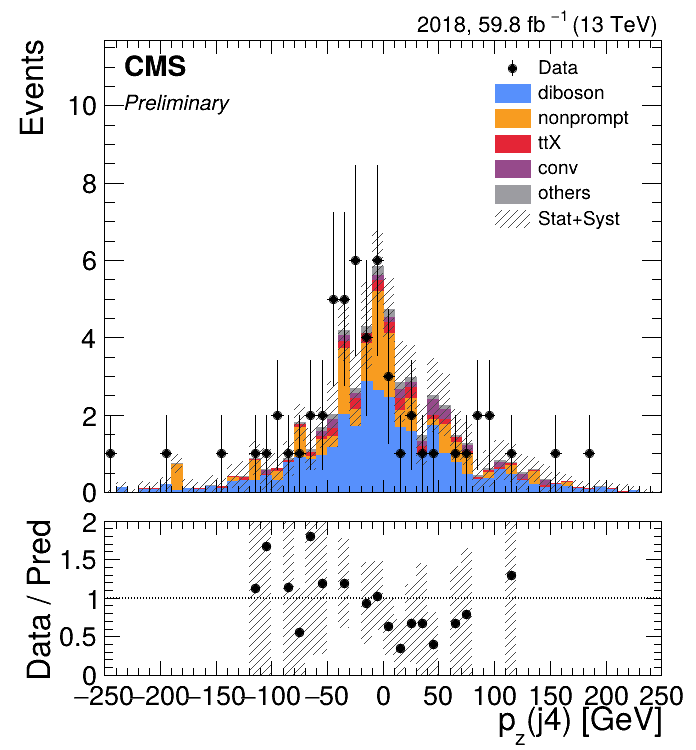 2018, 59.8 fb⁻¹ (13 TeV)
CMS
Preliminary
Events
Data
diboson
nonprompt
ttX
conv
others
Stat+Syst
10
8
6
4
2
0
Data / Pred
2
1.5
1
0.5
0
−250 −200 −150 −100 −50 0 50 100 150 200 250
p_z(j4) [GeV]